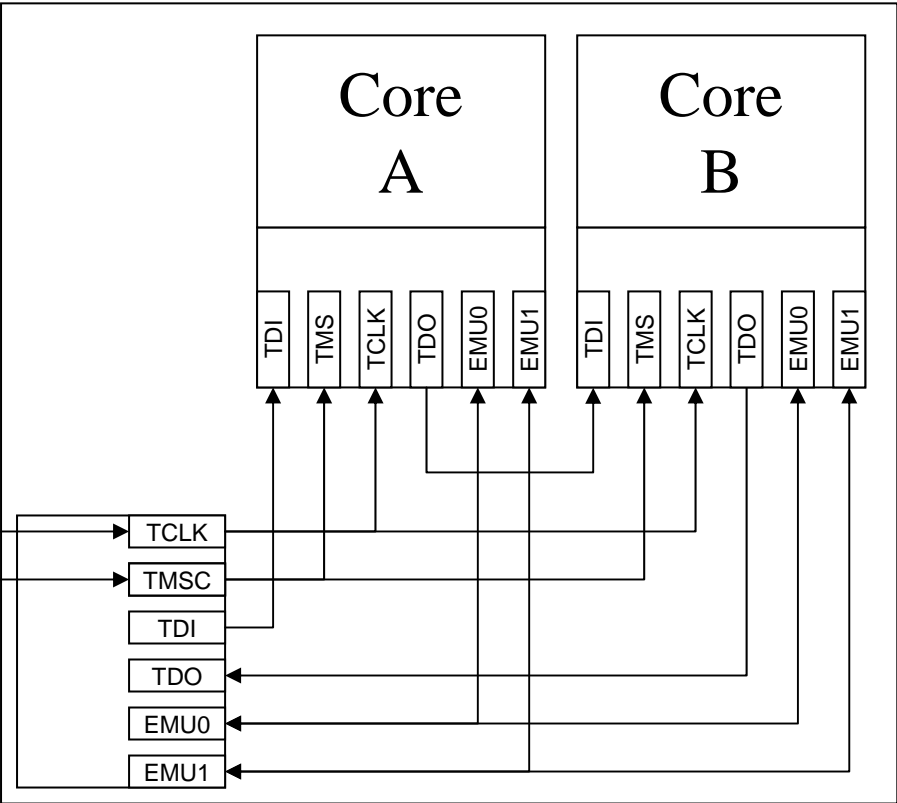 Core
A
Core
B
TDI
TMS
TCLK
TDO
EMU0
EMU1
TDI
TMS
TCLK
TDO
EMU0
EMU1
TCLK
TMSC
TDI
TDO
EMU0
EMU1